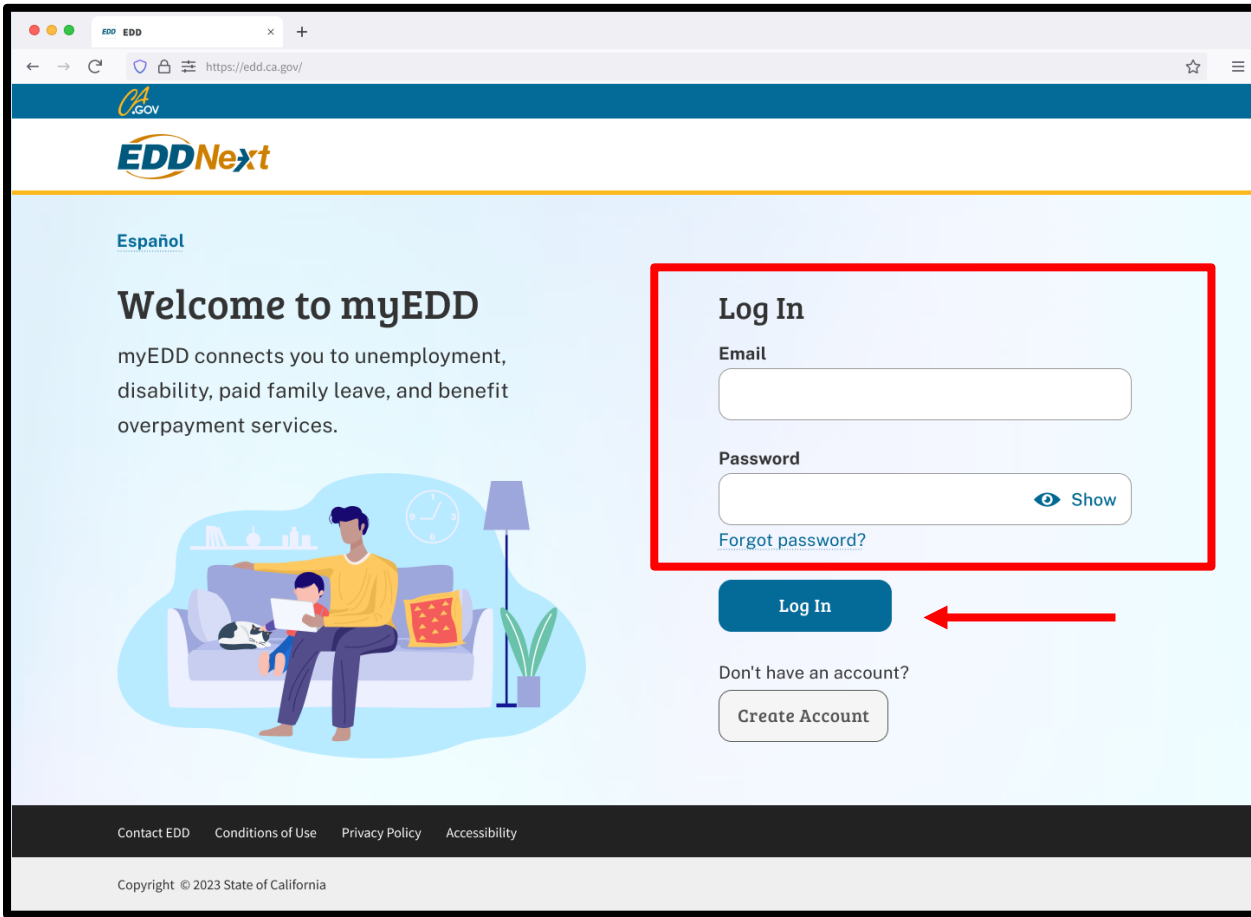 EDD EDD
https://edd.ca.gov/
CA.GOV
EDDNext
Español
Welcome to myEDD
myEDD connects you to unemployment,
disability, paid family leave, and benefit
overpayment services.
Log In
Email
Password
Show
Forgot password?
Log In
Don't have an account?
Create Account
Contact EDD Conditions of Use Privacy Policy Accessibility
Copyright © 2023 State of California